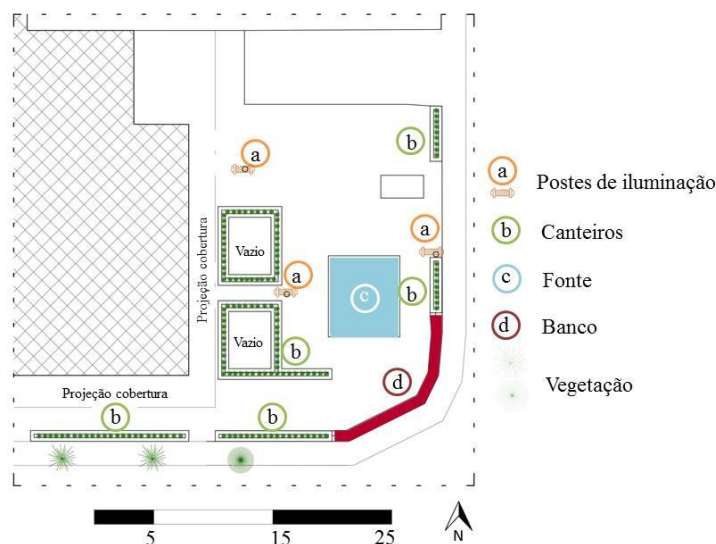 a
b
a
Postes de iluminação
a
b
Canteiros
Projeção cobertura
Vazio
a
c
b
c
Fonte
Vazio
b
d
d
Banco
Projeção cobertura
Vegetação
b
b
5
15
25
N